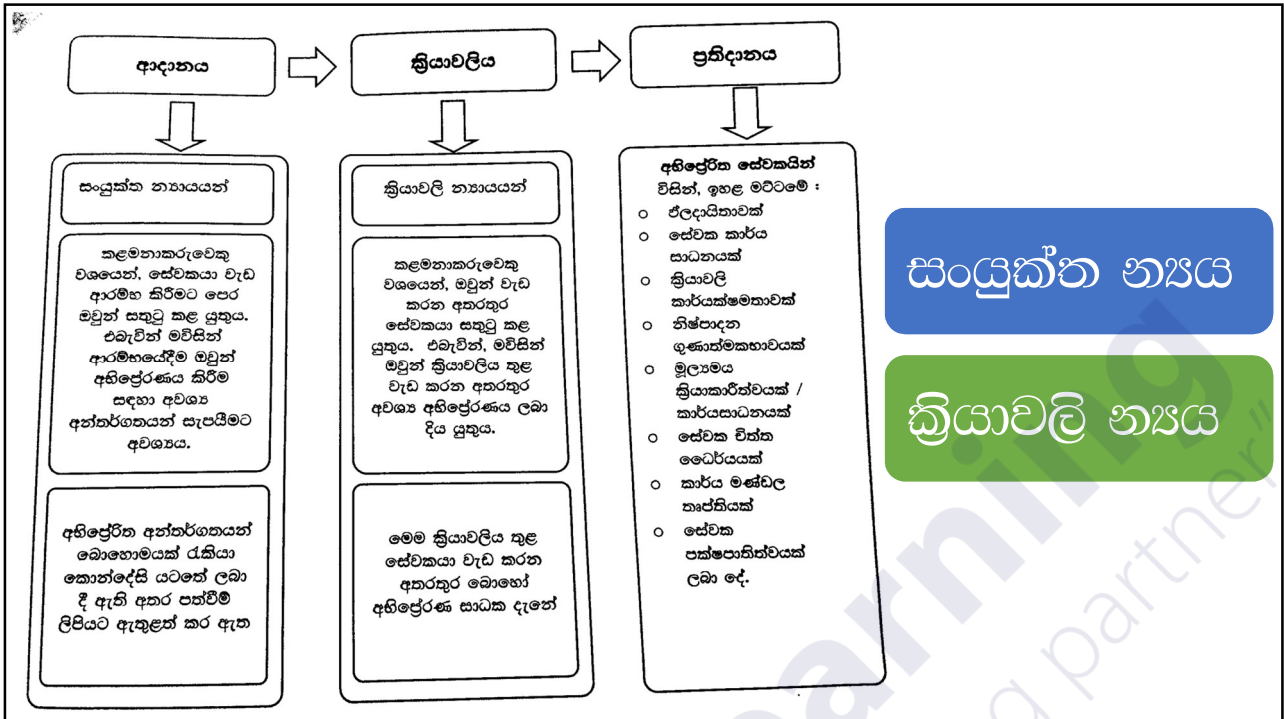 ආදානය
ක්‍රියාවලිය
ප්‍රතිදානය
සංයුක්ත න්‍යායයන්
කළමනාකරුවෙකු
වශයෙන්, සේවකයා වැඩ
ආරම්භ කිරීමට පෙර
ඔවුන් සතුටු කළ යුතුය.
එබැවින් මවිසින්
ආරම්භයේදීම ඔවුන්
අභිප්‍රේරණය කිරීම
සඳහා අවශ්‍ය
අන්තර්ගතයන් සැපයීමට
අවශ්‍යය.
අභිප්‍රේරිත අන්තර්ගතයන්
බොහොමයක් රැකියා
කොන්දේසි යටතේ ලබා
දී ඇති අතර පත්වීම්
ලිපියට ඇතුළත් කර ඇත
ක්‍රියාවලි න්‍යායයන්
කළමනාකරුවෙකු
වශයෙන්, ඔවුන් වැඩ
කරන අතරතුර
සේවකයා සතුටු කළ
යුතුය. එබැවින්, මවිසින්
ඔවුන් ක්‍රියාවලිය තුළ
වැඩ කරන අතරතුර
අවශ්‍ය අභිප්‍රේරණය ලබා
දිය යුතුය.
මෙම ක්‍රියාවලිය තුළ
සේවකයා වැඩ කරන
අතරතුර බොහෝ
අභිප්‍රේරණ සාධක දැනේ
අභිප්‍රේරිත සේවකයින්
විසින්, ඉහළ මට්ටමේ :
o ඵලදායිතාවක්
o සේවක කාර්ය
සාධනයක්
o ක්‍රියාවලි
කාර්යක්ෂමතාවක්
o නිෂ්පාදන
ගුණාත්මකභාවයක්
o මූල්‍යමය
ක්‍රියාකාරීත්වයක් /
කාර්යසාධනයක්
o සේවක චිත්ත
ධෛර්යයක්
o කාර්ය මණ්ඩල
තෘප්තියක්
o සේවක
පක්ෂපාතිත්වයක්
ලබා දේ.
සංයුක්ත න්‍යය
ක්‍රියාවලි න්‍යය